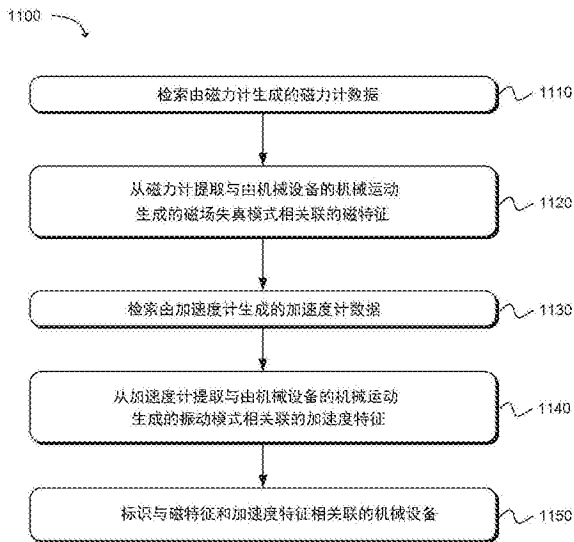 1100
检索由磁力计生成的磁力计数据
1110
从磁力计提取与由机械设备的机械运动
生成的磁场失真模式相关联的磁特征
1120
检索由加速度计生成的加速度计数据
1130
从加速度计提取与由机械设备的机械运动
生成的振动模式相关联的加速度特征
1140
标识与磁特征和加速度特征相关联的机械设备
1150